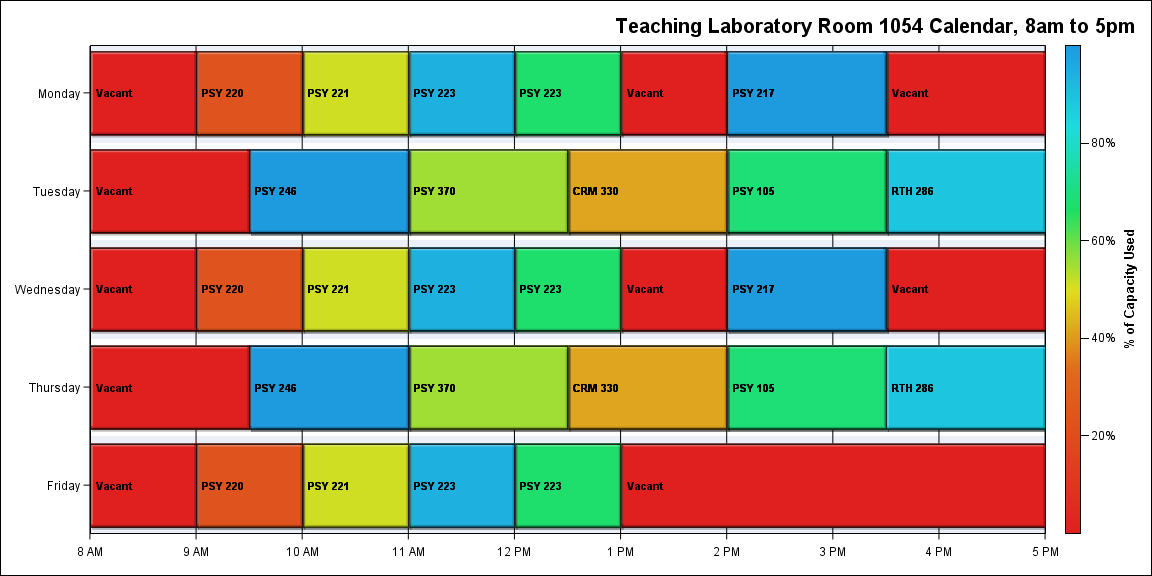 Teaching Laboratory Room 1054 Calendar, 8am to 5pm
Monday
Vacant
PSY 220
PSY 221
PSY 223
PSY 223
Vacant
PSY 217
Vacant
Tuesday
Vacant
PSY 246
PSY 370
CRM 330
PSY 105
RTH 286
Wednesday
Vacant
PSY 220
PSY 221
PSY 223
PSY 223
Vacant
PSY 217
Vacant
Thursday
Vacant
PSY 246
PSY 370
CRM 330
PSY 105
RTH 286
Friday
Vacant
PSY 220
PSY 221
PSY 223
PSY 223
Vacant
8 AM
9 AM
10 AM
11 AM
12 PM
1 PM
2 PM
3 PM
4 PM
5 PM
80%
60%
40%
20%
% of Capacity Used